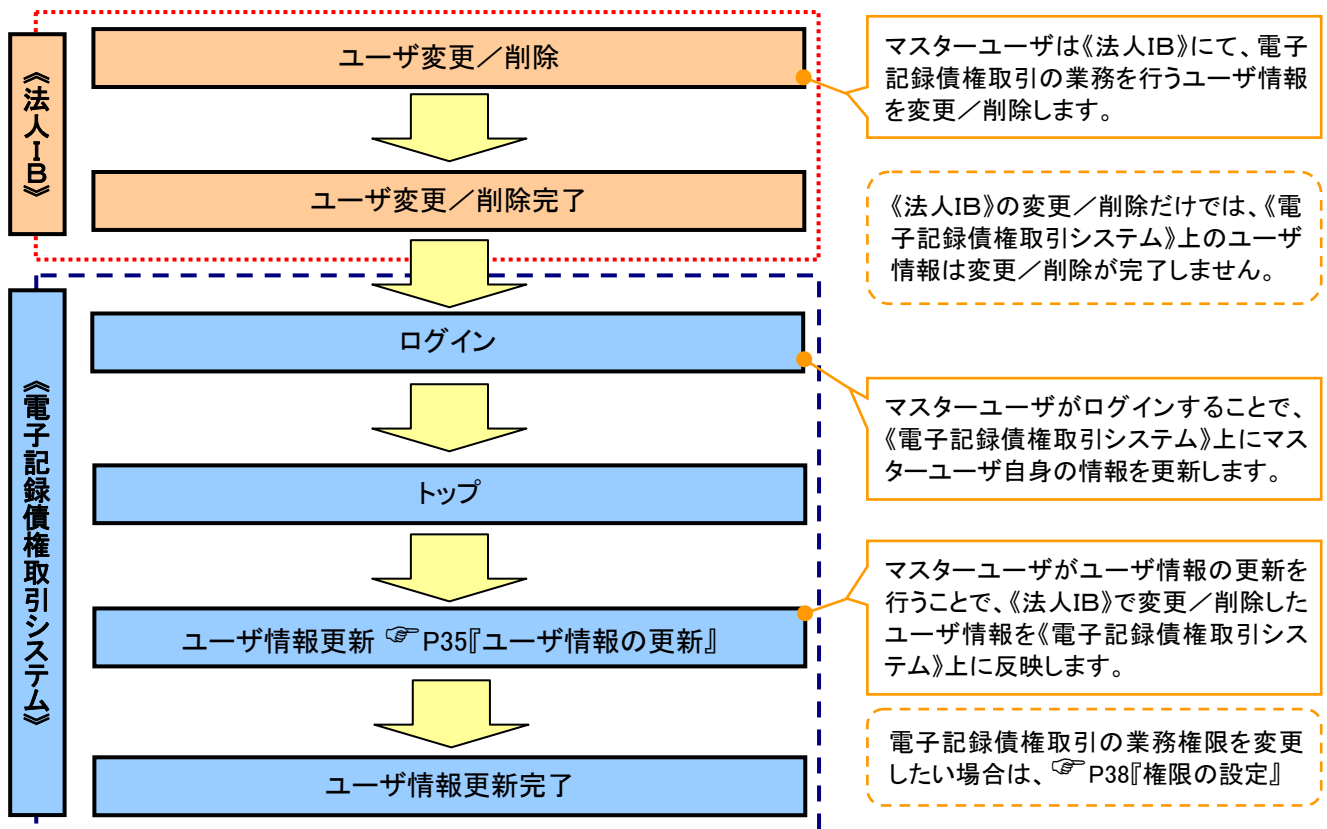 《法人ＩＢ》
ユーザ変更／削除
マスターユーザは《法人ＩＢ》にて、電子
記録債権取引の業務を行うユーザ情報
を変更／削除します。
ユーザ変更／削除完了
《法人ＩＢ》の変更／削除だけでは、《電
子記録債権取引システム》上のユーザ
情報は変更／削除が完了しません。
《電子記録債権取引システム》
ログイン
マスターユーザがログインすることで、
《電子記録債権取引システム》上にマス
ターユーザ自身の情報を更新します。
トップ
ユーザ情報更新 ☞ P35『ユーザ情報の更新』
マスターユーザがユーザ情報の更新を
行うことで、《法人ＩＢ》で変更／削除した
ユーザ情報を《電子記録債権取引シス
テム》上に反映します。
ユーザ情報更新完了
電子記録債権取引の業務権限を変更
したい場合は、☞ P38『権限の設定』